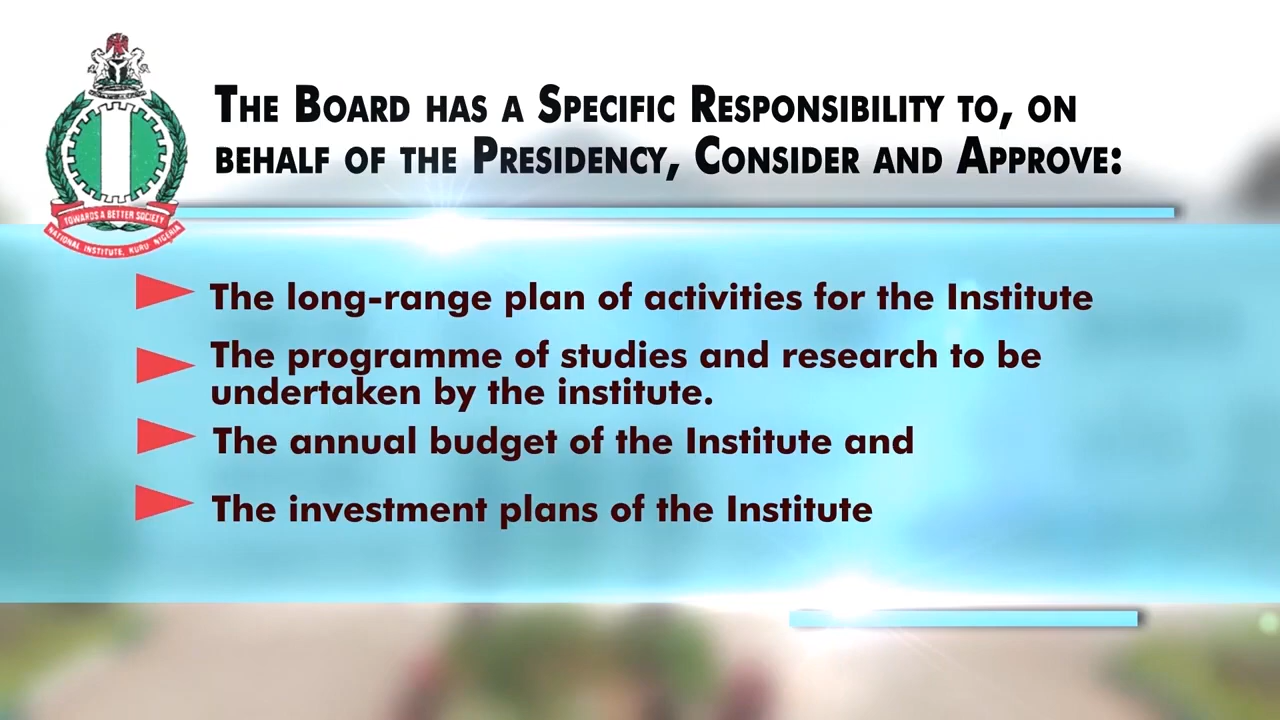 THE BOARD HAS A SPECIFIC RESPONSIBILITY TO, ON
BEHALF OF THE PRESIDENCY, CONSIDER AND APPROVE:
TOWARDS A BETTER SOCIETY
NATIONAL INSTITUTE, KURU NIGERIA
The long-range plan of activities for the Institute
The programme of studies and research to be
undertaken by the institute.
The annual budget of the Institute and
The investment plans of the Institute